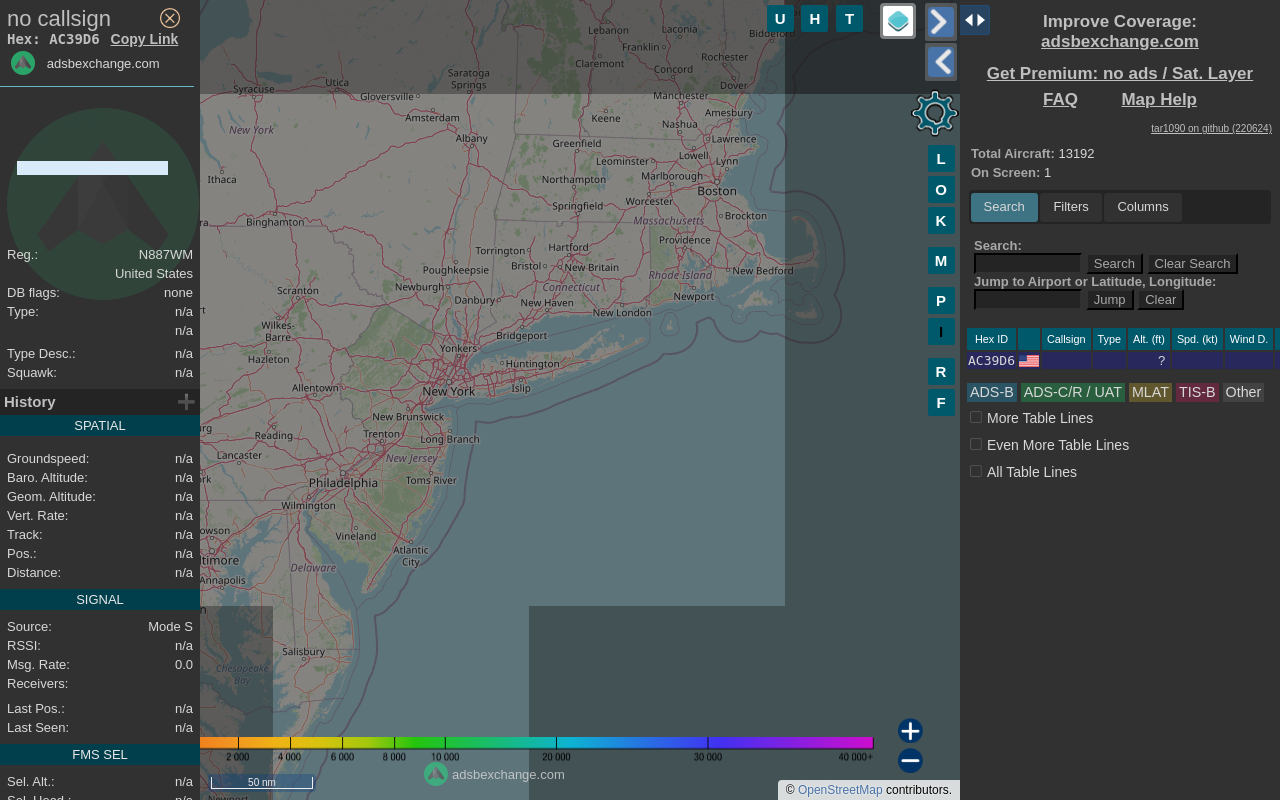 no callsign
Hex: AC39D6 Copy Link
adsbexchange.com
Reg.: N887WM
United States
DB flags: none
Type: n/a
n/a
Type Desc.: n/a
Squawk: n/a
History
SPATIAL
Groundspeed: n/a
Baro. Altitude: n/a
Geom. Altitude: n/a
Vert. Rate: n/a
Track: n/a
Pos.: n/a
Distance: n/a
SIGNAL
Source: Mode S
RSSI: n/a
Msg. Rate: 0.0
Receivers:
Last Pos.: n/a
Last Seen: n/a
FMS SEL
Sel. Alt.: n/a
Sel. Head.: n/a
U H T
L
O
K
M
P
I
R
F
Lebanon
Laconia
Franklin
Biddeford
Claremont
Rochester
Concord
Dover
Syracuse
Utica
Saratoga
Springs
Gloversville
Manchester
Amsterdam
Keene
Amesbury
New York
Albany
Nashua
Greenfield
Lawrence
Leominster
Lowell
Lynn
Ithaca
Northampton
Marlborough
Boston
Worcester
Springfield
Binghamton
Massachusetts
Brockton
Torrington
Hartford
Providence
Poughkeepsie
Bristol
New Britain
Rhode Island
New Bedford
Scranton
Newburgh
Connecticut
Danbury
New Haven
Newport
New London
Wilkes-
Barre
Bridgeport
Yonkers
Hazleton
Huntington
Allentown
New York
Islip
New Brunswick
Reading
Trenton
Long Branch
Lancaster
New Jersey
Philadelphia
Toms River
Wilmington
Vineland
Atlantic
City
Delaware
Annapolis
Salisbury
Chesapeake
Bay
2 000 4 000 6 000 8 000 10 000 20 000 30 000 40 000+
50 nm
adsbexchange.com
© OpenStreetMap contributors.
Improve Coverage:
adsbexchange.com
Get Premium: no ads / Sat. Layer
FAQ Map Help
tar1090 on github (220624)
Total Aircraft: 13192
On Screen: 1
Search Filters Columns
Search:
Search Clear Search
Jump to Airport or Latitude, Longitude:
Jump Clear
Hex ID Callsign Type Alt. (ft) Spd. (kt) Wind D.
AC39D6 ?
ADS-B ADS-C/R / UAT MLAT TIS-B Other
More Table Lines
Even More Table Lines
All Table Lines